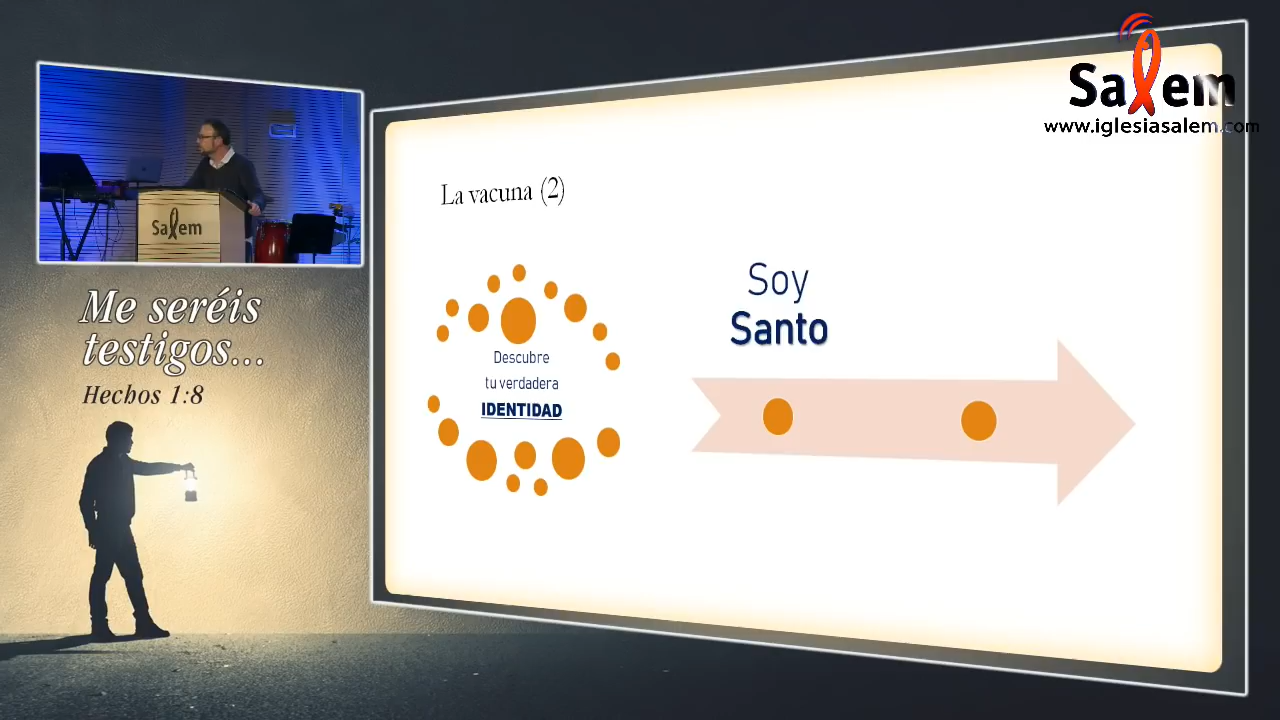 Salem
www.iglesiasalem.com
Salem
Me seréis
testigos...
Hechos 1:8
La vacuna (2)
Descubre
tu verdadera
IDENTIDAD
Soy
Santo